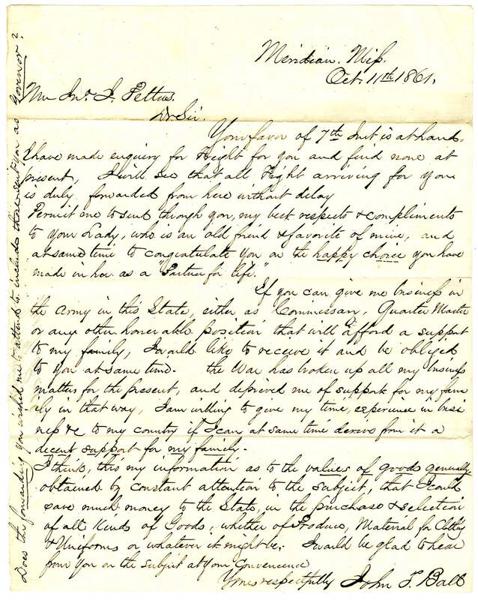 Meridian. Miss.
Oct. 11th 1861.
Mr Jno. J. Pettus.
Dr Sir.
Your favor of 7th Inst. is at hand.
I have made enquiry for Freight for you and find none at
present, I will see that all Freight arriving for you
is duly forwarded from here without delay
Permit me to send through you, my best respects & compliments
to your Lady, who is an old friend & favorite of mine, and
at same time to congratulate you on the happy choice you have
made in her as a Partner for life.
If you can give me business in
the Army in this State, either as Commissary, Quarter Master
or any other honorable position that will afford a support
to my family, I would like to receive it and be obliged
to you at same time. The War has broken up all my business
matters for the present, and deprived me of support for my fam
ily in that way, I am willing to give my time, experience in busi
ness &c to my country if I can at same time derive from it a
decent support for my family.
I think, this my information as to the values of goods generally
obtained by constant attention to the subject, that I could
save much money to the State, in the purchase & selection
of all kinds of Goods, whether of Produce, Material for Clothg
& Uniforms or whatever it might be. I would be glad to hear
from you on the subject at your Convenience
Yours respectfully John T. Ball
Does the forwarding you wished me to attend to include those sent you as Governor?